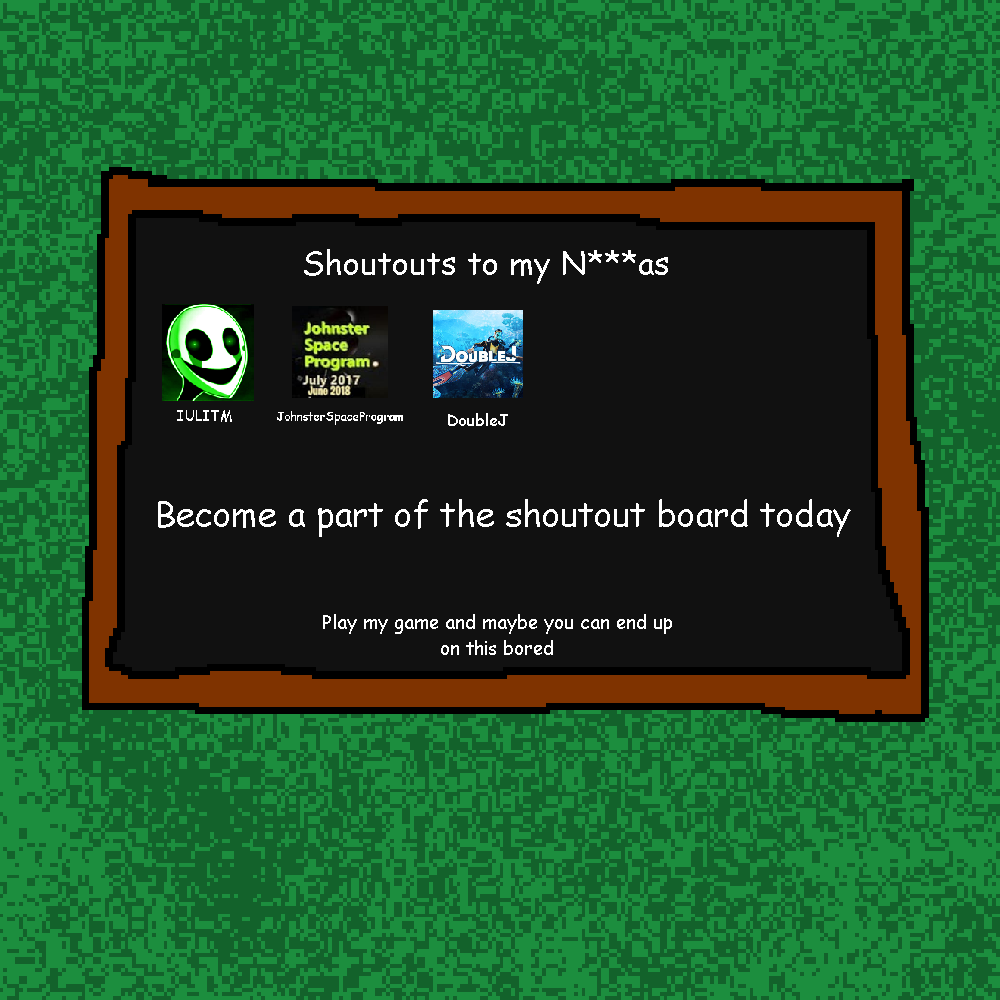 Shoutouts to my N***as
Johnster
Space
Program.
July 2017
Juno 2018
DOUBLEJ
IULITM
JohnsterSpaceProgram
DoubleJ
Become a part of the shoutout board today
Play my game and maybe you can end up
on this bored